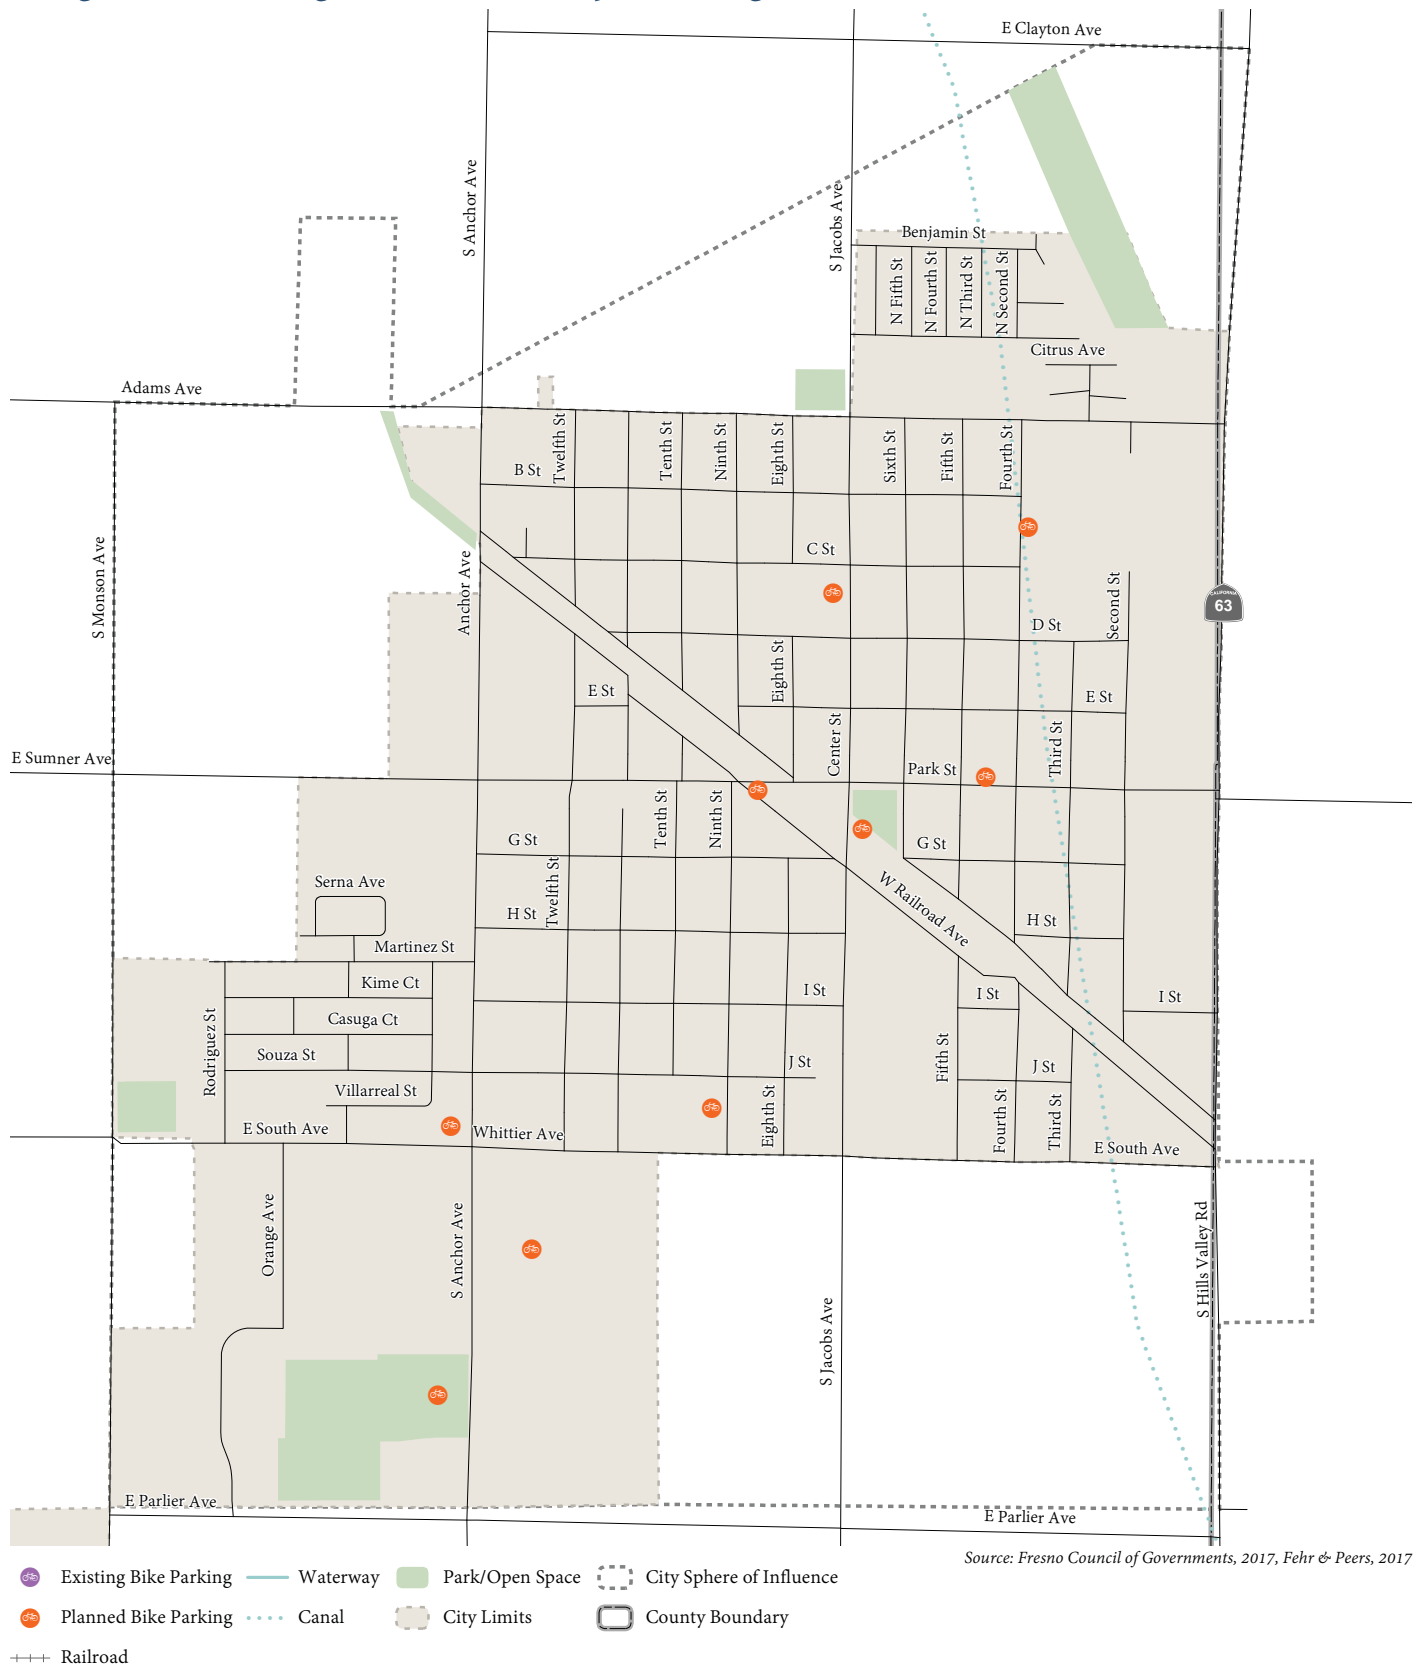 E Clayton Ave
S Anchor Ave
S Jacobs Ave
Benjamin St
N Fifth St
N Fourth St
N Third St
N Second St
Citrus Ave
Adams Ave
Twelfth St
Tenth St
Ninth St
Eighth St
Sixth St
Fifth St
Fourth St
B St
C St
S Monson Ave
Anchor Ave
Second St
CALIFORNIA
63
D St
Eighth St
E St
E St
Center St
Third St
E Sumner Ave
Park St
Tenth St
Ninth St
G St
G St
Twelfth St
Serna Ave
W Railroad Ave
H St
H St
Martinez St
Kime Ct
I St
I St
I St
Rodriguez St
Casuga Ct
Souza St
Fifth St
J St
J St
Villarreal St
Eighth St
Fourth St
Third St
E South Ave
Whittier Ave
E South Ave
Orange Ave
S Anchor Ave
S Hills Valley Rd
S Jacobs Ave
E Parlier Ave
E Parlier Ave
Source: Fresno Council of Governments, 2017, Fehr & Peers, 2017
Existing Bike Parking
Waterway
Park/Open Space
City Sphere of Influence
Planned Bike Parking
Canal
City Limits
County Boundary
Railroad